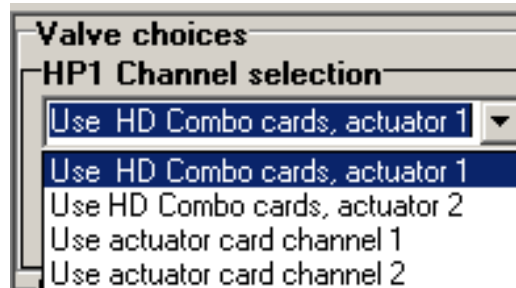 Valve choices
HP1 Channel selection
Use HD Combo cards, actuator 1
Use HD Combo cards, actuator 1
Use HD Combo cards, actuator 2
Use actuator card channel 1
Use actuator card channel 2